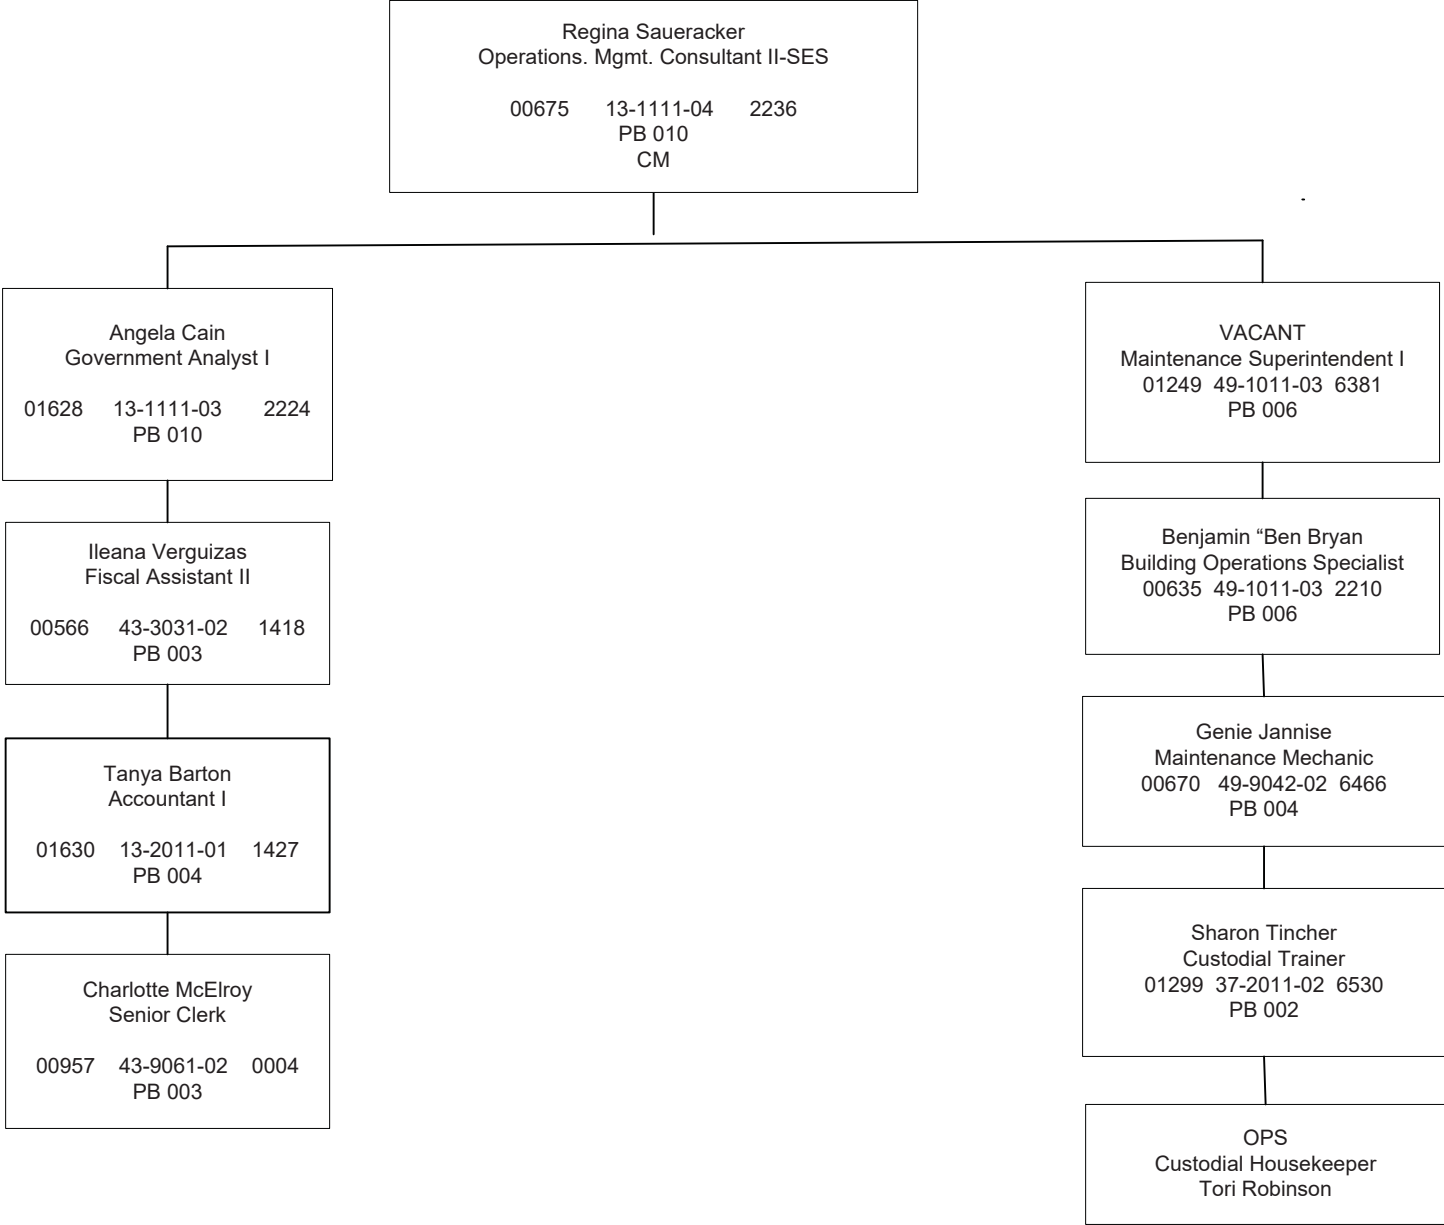 Regina Saueracker
Operations. Mgmt. Consultant II-SES
00675 13-1111-04 2236
PB 010
CM
Angela Cain
Government Analyst I
01628 13-1111-03 2224
PB 010
Ileana Verguizas
Fiscal Assistant II
00566 43-3031-02 1418
PB 003
Tanya Barton
Accountant I
01630 13-2011-01 1427
PB 004
Charlotte McElroy
Senior Clerk
00957 43-9061-02 0004
PB 003
VACANT
Maintenance Superintendent I
01249 49-1011-03 6381
PB 006
Benjamin “Ben Bryan
Building Operations Specialist
00635 49-1011-03 2210
PB 006
Genie Jannise
Maintenance Mechanic
00670 49-9042-02 6466
PB 004
Sharon Tincher
Custodial Trainer
01299 37-2011-02 6530
PB 002
OPS
Custodial Housekeeper
Tori Robinson